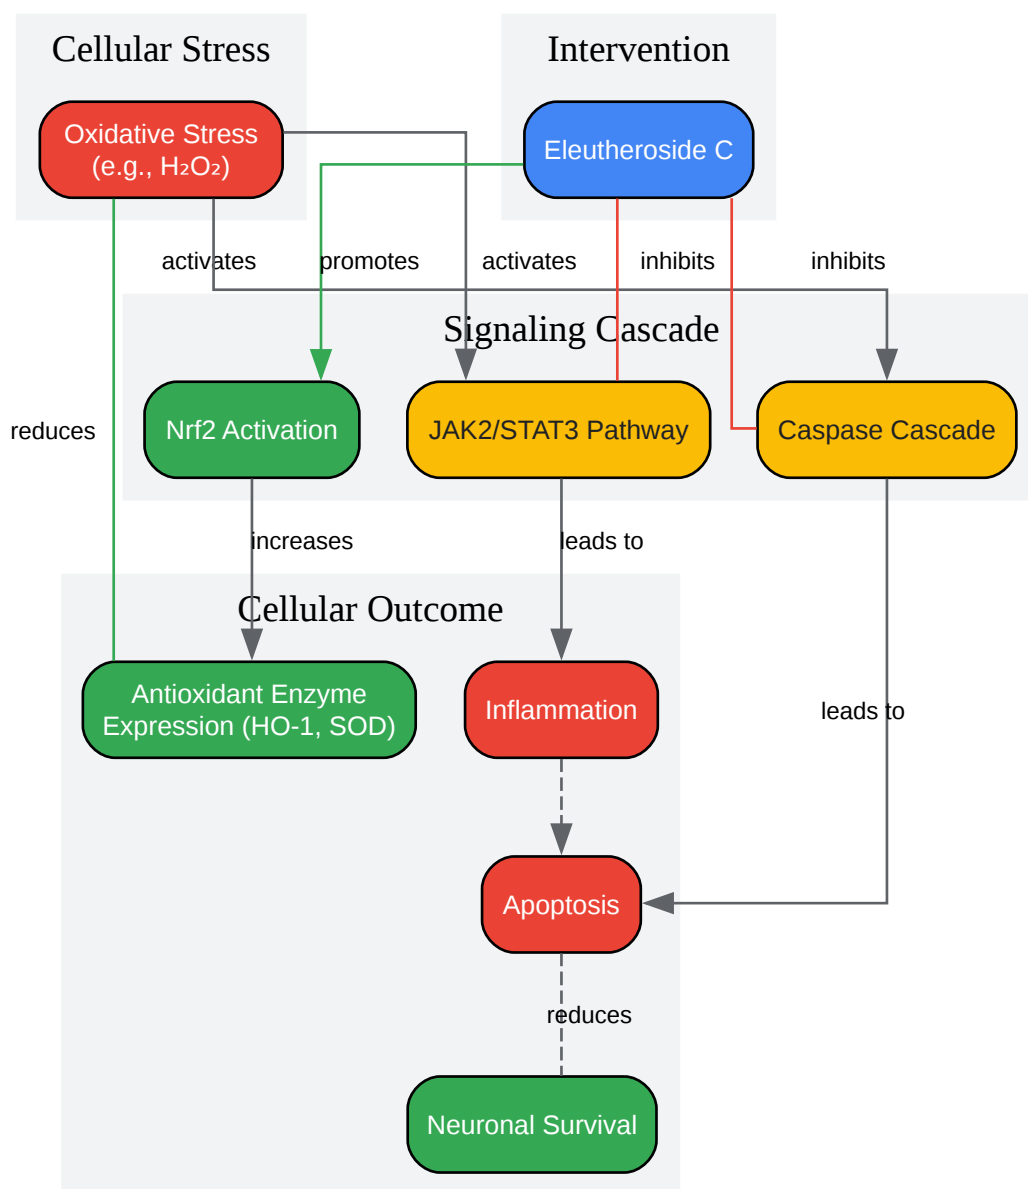 Cellular Stress
Intervention
Oxidative Stress
(e.g., H₂O₂)
Eleutheroside C
activates
promotes
activates
inhibits
inhibits
Signaling Cascade
Nrf2 Activation
JAK2/STAT3 Pathway
Caspase Cascade
reduces
increases
leads to
Cellular Outcome
Antioxidant Enzyme
Expression (HO-1, SOD)
Inflammation
leads to
Apoptosis
reduces
Neuronal Survival